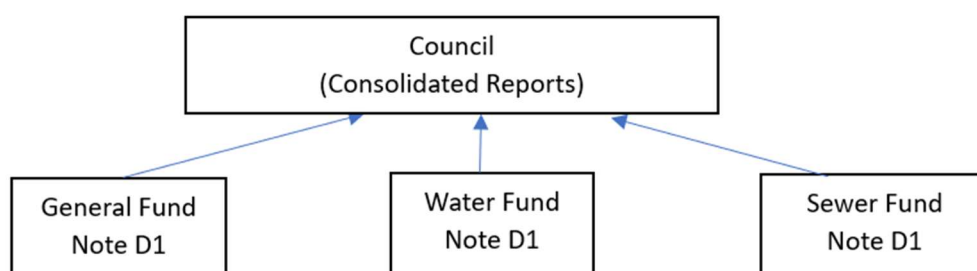 Council
(Consolidated Reports)
General Fund
Note D1
Water Fund
Note D1
Sewer Fund
Note D1